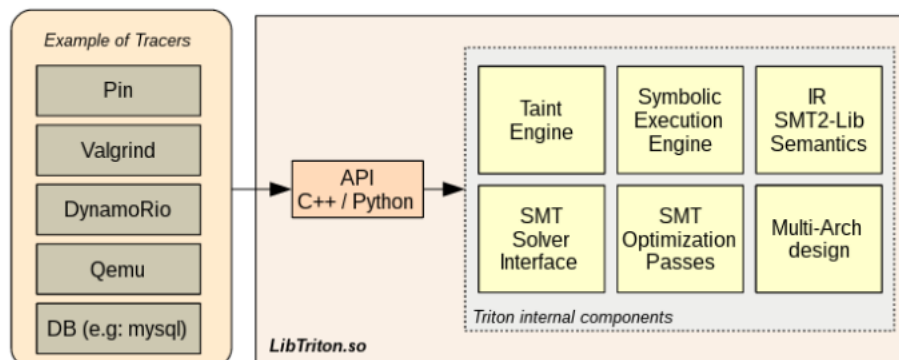 Example of Tracers
Pin
Valgrind
DynamoRio
Qemu
DB (e.g: mysql)
API
C++ / Python
Taint
Engine
Symbolic
Execution
Engine
IR
SMT2-Lib
Semantics
SMT
Solver
Interface
SMT
Optimization
Passes
Multi-Arch
design
Triton internal components
LibTriton.so